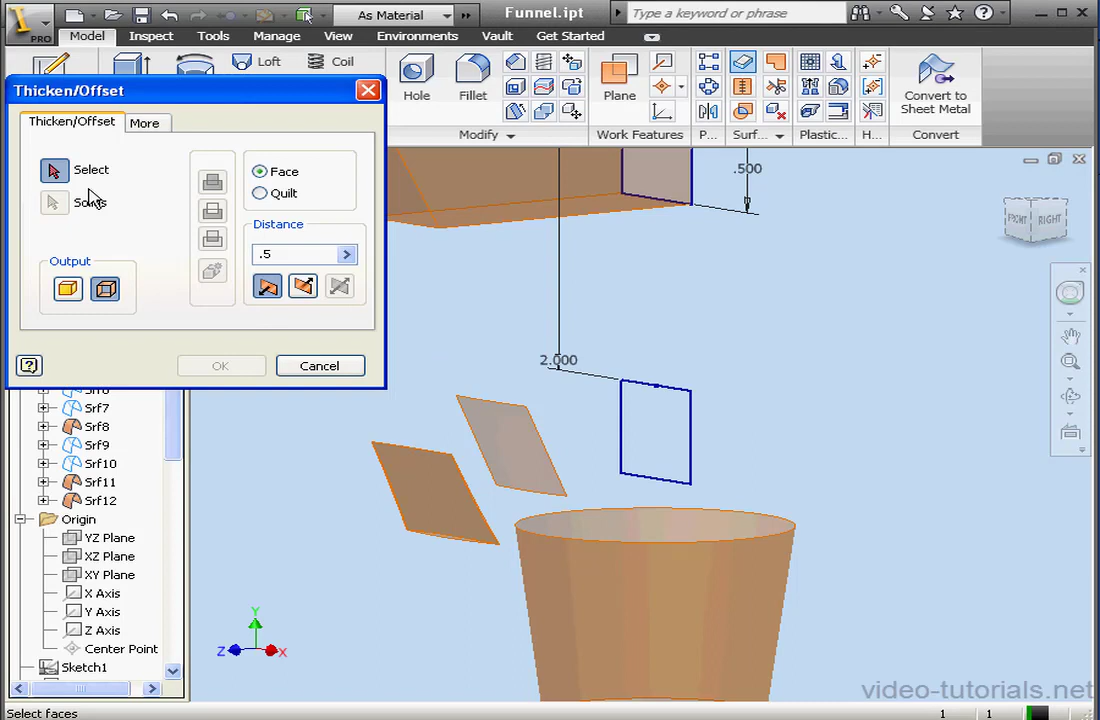 PRO
As Material
Funnel.ipt
Type a keyword or phrase
Model
Inspect
Tools
Manage
View
Environments
Vault
Get Started
Loft
Coil
Hole
Fillet
Plane
Convert to
Sheet Metal
Modify
Work Features
P...
Surf...
Plastic...
H...
Convert
Thicken/Offset
Thicken/Offset
More
Select
Face
Quilt
Distance
.5
Output
OK
Cancel
Srf7
Srf8
Srf9
Srf10
Srf11
Srf12
Origin
YZ Plane
XZ Plane
XY Plane
X Axis
Y Axis
Z Axis
Center Point
Sketch1
.500
2.000
FRONT
RIGHT
Y
Z
X
video-tutorials.net
Select faces
1
1